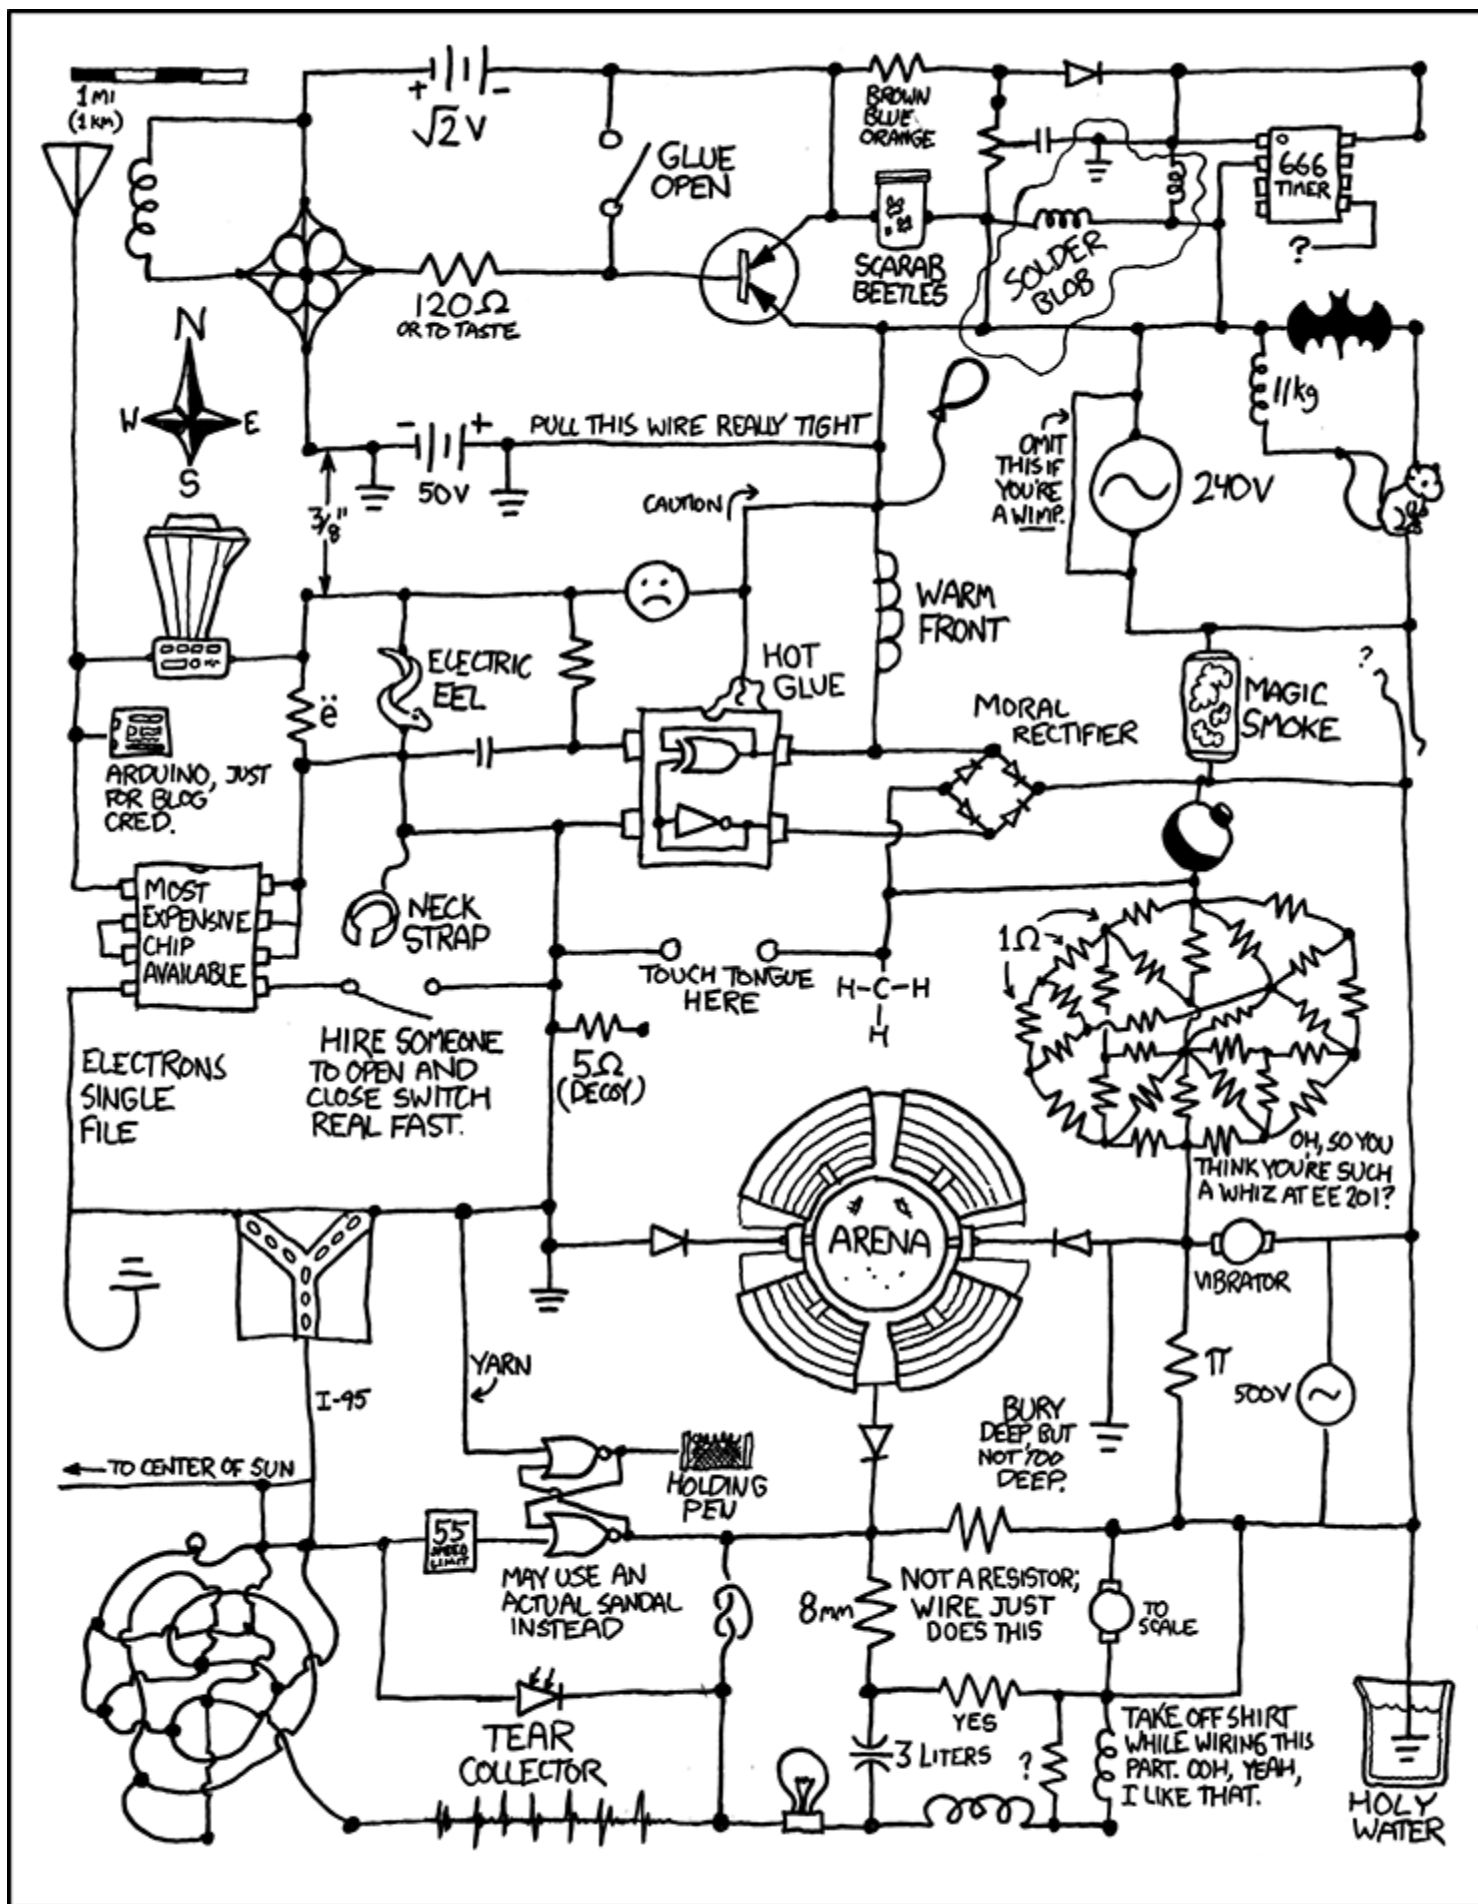 1 MI
(1 KM)
+ -
√2 V
GLUE
OPEN
BROWN
BLUE
ORANGE
666
TIMER
?
SCARAB
BEETLES
SOLDER
BLOB
120Ω
OR TO TASTE
N
W E
S
- +
50V
PULL THIS WIRE REALLY TIGHT
3/8"
CAUTION
OMIT
THIS IF
YOU'RE
A WIMP.
240V
11kg
2kg
WARM
FRONT
ELECTRIC
EEL
ë
HOT
GLUE
MORAL
RECTIFIER
MAGIC
SMOKE
?
ARDUINO, JUST
FOR BLOG
CRED.
MOST
EXPENSIVE
CHIP
AVAILABLE
NECK
STRAP
TOUCH TONGUE
HERE
H-C-H
H
1Ω
HIRE SOMEONE
TO OPEN AND
CLOSE SWITCH
REAL FAST.
5Ω
(DECOY)
ELECTRONS
SINGLE
FILE
OH, SO YOU
THINK YOU'RE SUCH
A WHIZ AT EE 201?
ARENA
VIBRATOR
π
500V
I-95
YARN
BURY
DEEP, BUT
NOT TOO
DEEP.
TO CENTER OF SUN
HOLDING
PEN
55
SPEED
LIMIT
MAY USE AN
ACTUAL SANDAL
INSTEAD
8mm
NOT A RESISTOR;
WIRE JUST
DOES THIS
TO
SCALE
YES
TEAR
COLLECTOR
3 LITERS
?
TAKE OFF SHIRT
WHILE WIRING THIS
PART. OOH, YEAH,
I LIKE THAT.
HOLY
WATER